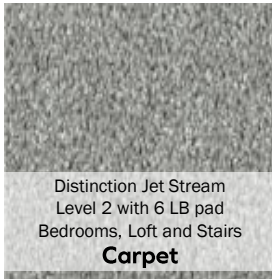 Distinction Jet Stream
Level 2 with 6 LB pad
Bedrooms, Loft and Stairs
Carpet